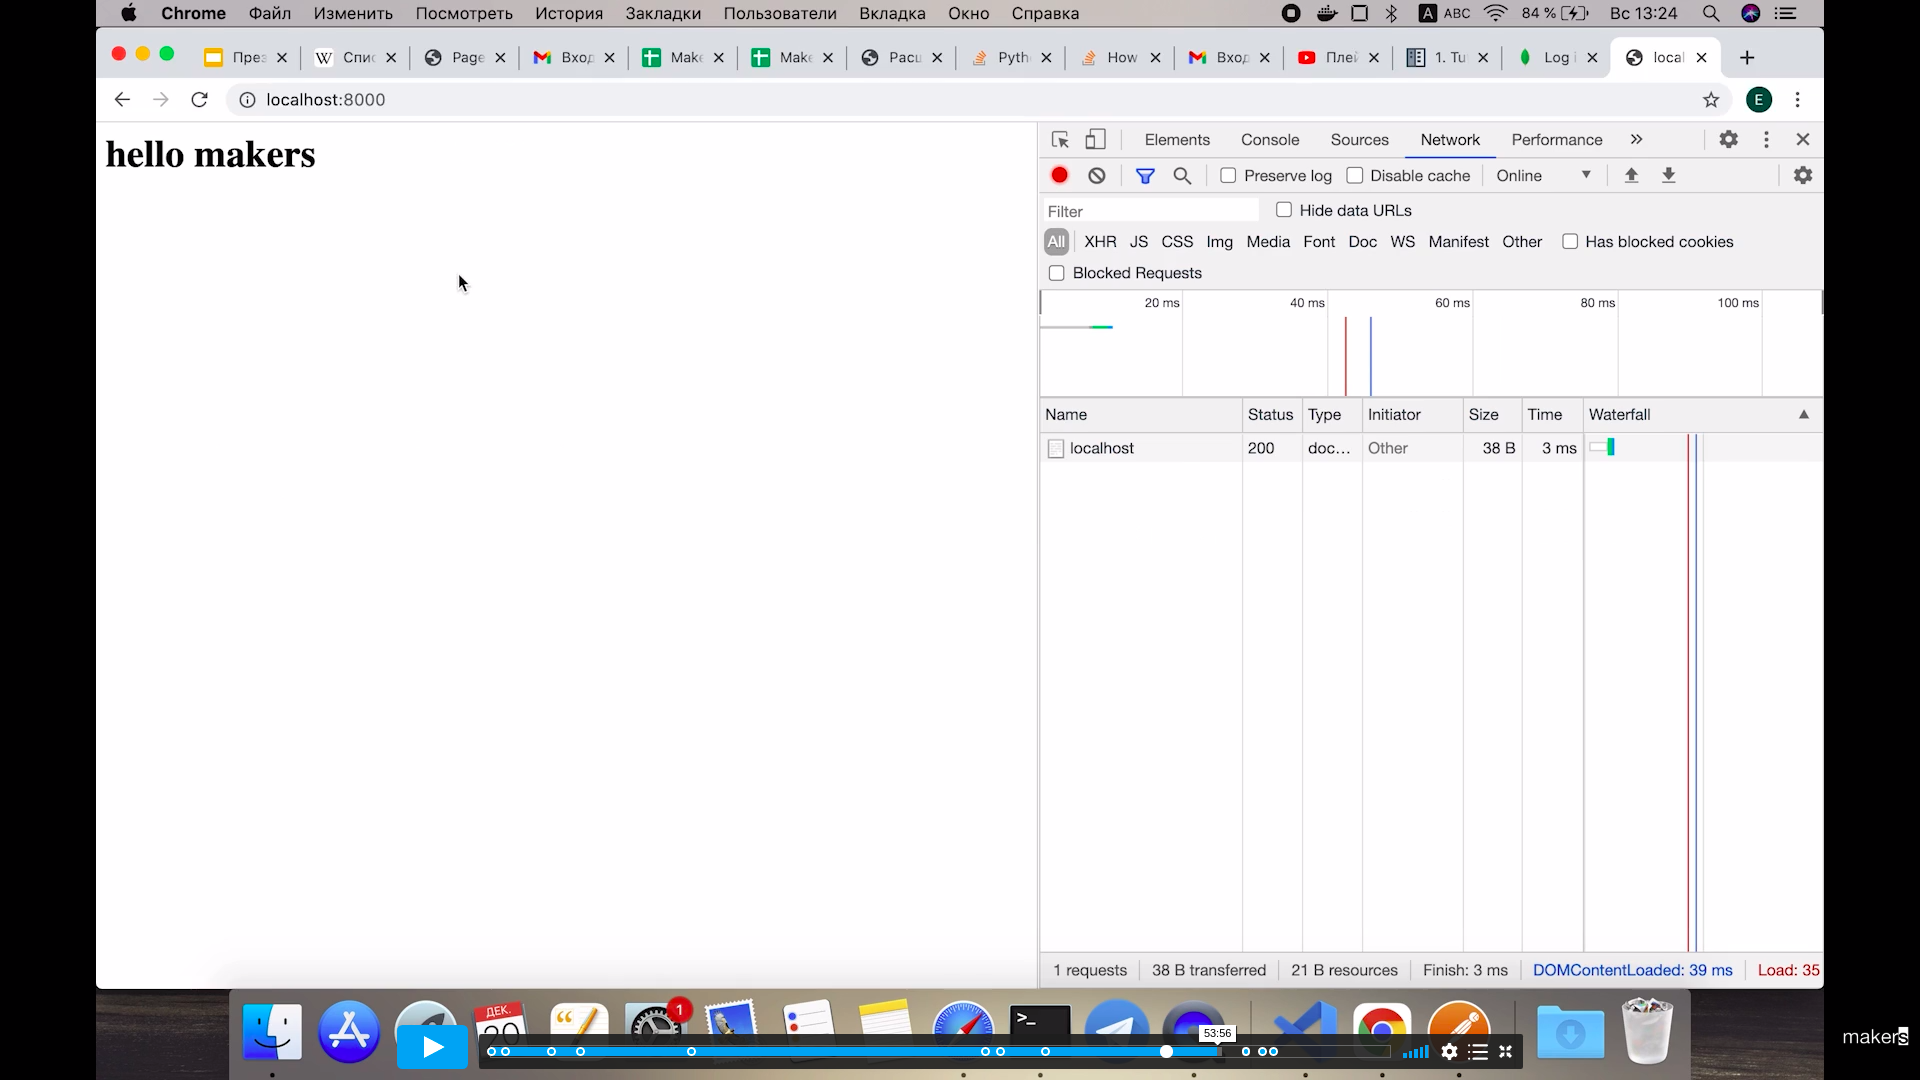 Chrome Файл Изменить Посмотреть История Закладки Пользователи Вкладка Окно Справка A ABC 84 % Вс 13:24
През Спис Page Вход Make Make Расц Pyth How Вход Плей 1. Tu Log i local
localhost:8000 E
hello makers
Elements Console Sources Network Performance
Preserve log Disable cache Online
Filter Hide data URLs
All XHR JS CSS Img Media Font Doc WS Manifest Other Has blocked cookies
Blocked Requests
20 ms 40 ms 60 ms 80 ms 100 ms
Name Status Type Initiator Size Time Waterfall
localhost 200 doc... Other 38 B 3 ms
1 requests 38 B transferred 21 B resources Finish: 3 ms DOMContentLoaded: 39 ms Load: 35
ДЕК.
1
53:56
makers